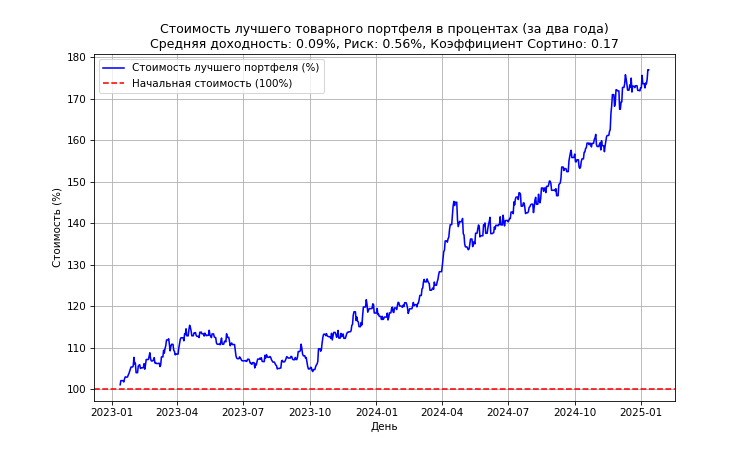 Стоимость лучшего товарного портфеля в процентах (за два года)
Средняя доходность: 0.09%, Риск: 0.56%, Коэффициент Сортино: 0.17
Стоимость лучшего портфеля (%)
Начальная стоимость (100%)
Стоимость (%)
180
170
160
150
140
130
120
110
100
2023-01 2023-04 2023-07 2023-10 2024-01 2024-04 2024-07 2024-10 2025-01
День